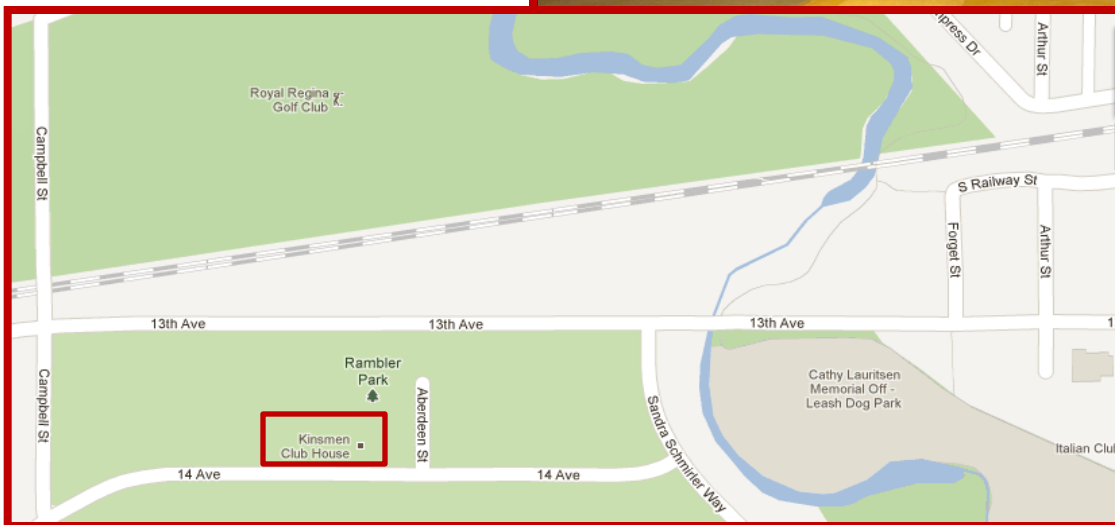 Arthur St
Royal Regina
Golf Club
Campbell St
S Railway St
Forget St
Arthur St
13th Ave
13th Ave
13th Ave
Rambler
Park
Campbell St
Aberdeen St
Cathy Lauritsen
Memorial Off -
Leash Dog Park
Sandra Schmirler Way
Kinsmen
Club House
Italian Clu
14 Ave
14 Ave